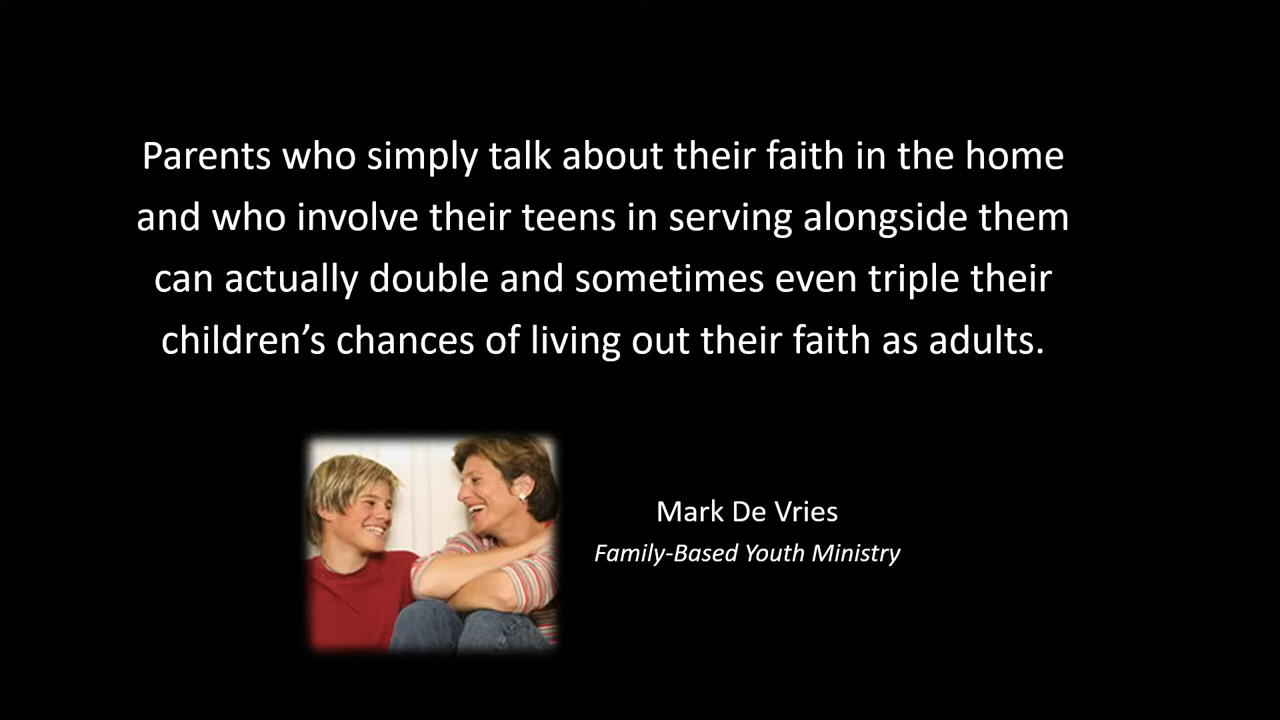 Parents who simply talk about their faith in the home
and who involve their teens in serving alongside them
can actually double and sometimes even triple their
children’s chances of living out their faith as adults.
Mark De Vries
Family-Based Youth Ministry